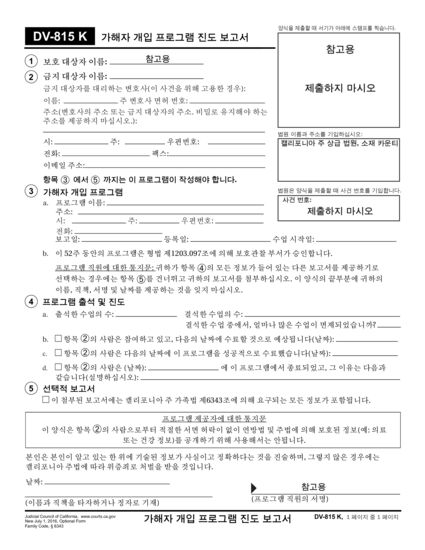 양식을 제출할 때 서기가 아래에 스탬프를 찍습니다.
DV-815 K 가해자 개입 프로그램 진도 보고서
참고용
제출하지 마시오
1 보호 대상자 이름: 참고용
2 금지 대상자 이름:
금지 대상자를 대리하는 변호사(이 사건을 위해 고용한 경우):
이름: 주 변호사 면허 번호:
주소(변호사의 주소 또는 금지 대상자의 주소. 비밀로 유지해야 하는
주소를 제공하지 마십시오.):
시: 주: 우편번호:
전화: 팩스:
이메일 주소:
법원 이름과 주소를 기입하십시오:
캘리포니아 주 상급 법원, 소재 카운티
항목 ③ 에서 ⑤ 까지는 이 프로그램이 작성해야 합니다.
법원은 양식을 제출할 때 사건 번호를 기입합니다.
사건 번호:
제출하지 마시오
3 가해자 개입 프로그램
a. 프로그램 이름:
주소:
시: 주: 우편번호:
전화:
보고일: 등록일: 수업 시작일:
b. 이 52주 동안의 프로그램은 형법 제1203.097조에 의해 보호관찰 부서가 승인합니다.
프로그램 직원에 대한 통지문: 귀하가 항목 ④의 모든 정보가 들어 있는 다른 보고서를 제공하기로
선택하는 경우에는 항목 ⑤를 건너뛰고 귀하의 보고서를 첨부하십시오. 이 양식의 끝부분에 귀하의
이름, 직책, 서명 및 날짜를 제공하는 것을 잊지 마십시오.
4 프로그램 출석 및 진도
a. 출석한 수업의 수: 결석한 수업의 수:
결석한 수업 중에서, 얼마나 많은 수업이 면제되었습니까?
b. □ 항목 ②의 사람은 참여하고 있고, 다음의 날짜에 수료할 것으로 예상됩니다(날짜):
c. □ 항목 ②의 사람은 다음의 날짜에 이 프로그램을 성공적으로 수료했습니다(날짜):
d. □ 항목 ②의 사람은 (날짜): 에 이 프로그램에서 종료되었고, 그 이유는 다음과
같습니다(설명하십시오):
5 선택적 보고서
□ 이 첨부된 보고서에는 캘리포니아 주 가족법 제6343조에 의해 요구되는 모든 정보가 포함됩니다.
프로그램 제공자에 대한 통지문
이 양식은 항목 ②의 사람으로부터 적절한 서면 허락이 없이 연방법 및 주법에 의해 보호된 정보(예: 의료
또는 건강 정보)를 공개하기 위해 사용해서는 안됩니다.
본인은 본인이 알고 있는 한 위에 기술된 정보가 사실이고 정확하다는 것을 진술하며, 그렇지 않은 경우에는
캘리포니아 주법에 따라 위증죄로 처벌을 받을 것입니다.
날짜:
참고용
(이름과 직책을 타자하거나 정자로 기재) (프로그램 직원의 서명)
Judicial Council of California, www.courts.ca.gov
New July 1, 2016, Optional Form
Family Code, § 6343
가해자 개입 프로그램 진도 보고서
DV-815 K, 1 페이지 중 1 페이지